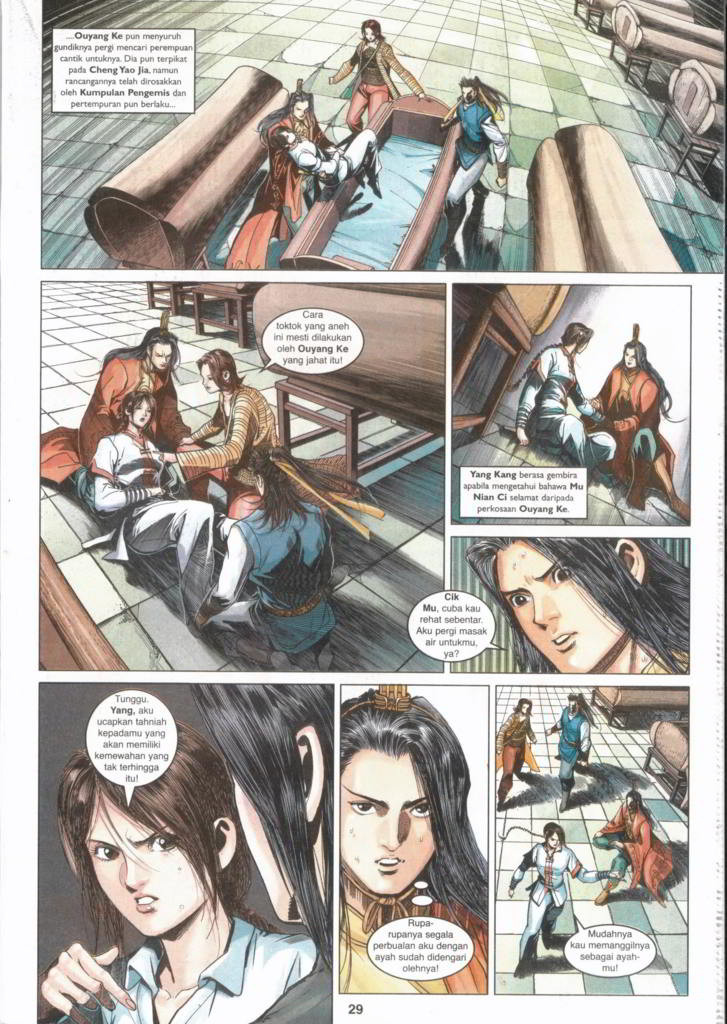 ....Ouyang Ke pun menyuruh
gundiknya pergi mencari perempuan
cantik untuknya. Dia pun terpikat
pada Cheng Yao Jia, namun
rancangannya telah dirosakkan
oleh Kumpulan Pengemis dan
pertempuran pun berlaku...
Cara
toktok yang aneh
ini mesti dilakukan
oleh Ouyang Ke
yang jahat itu!
Yang Kang berasa gembira
apabila mengetahui bahawa Mu
Nian Ci selamat daripada
perkosaan Ouyang Ke.
Cik
Mu, cuba kau
rehat sebentar.
Aku pergi masak
air untukmu,
ya?
Tunggu.
Yang, aku
ucapkan tahniah
kepadamu yang
akan memiliki
kemewahan yang
tak terhingga
itu!
Rupa-
rupanya segala
perbualan aku dengan
ayah sudah didengari
olehnya!
Mudahnya
kau memanggilnya
sebagai ayah-
mu!
29